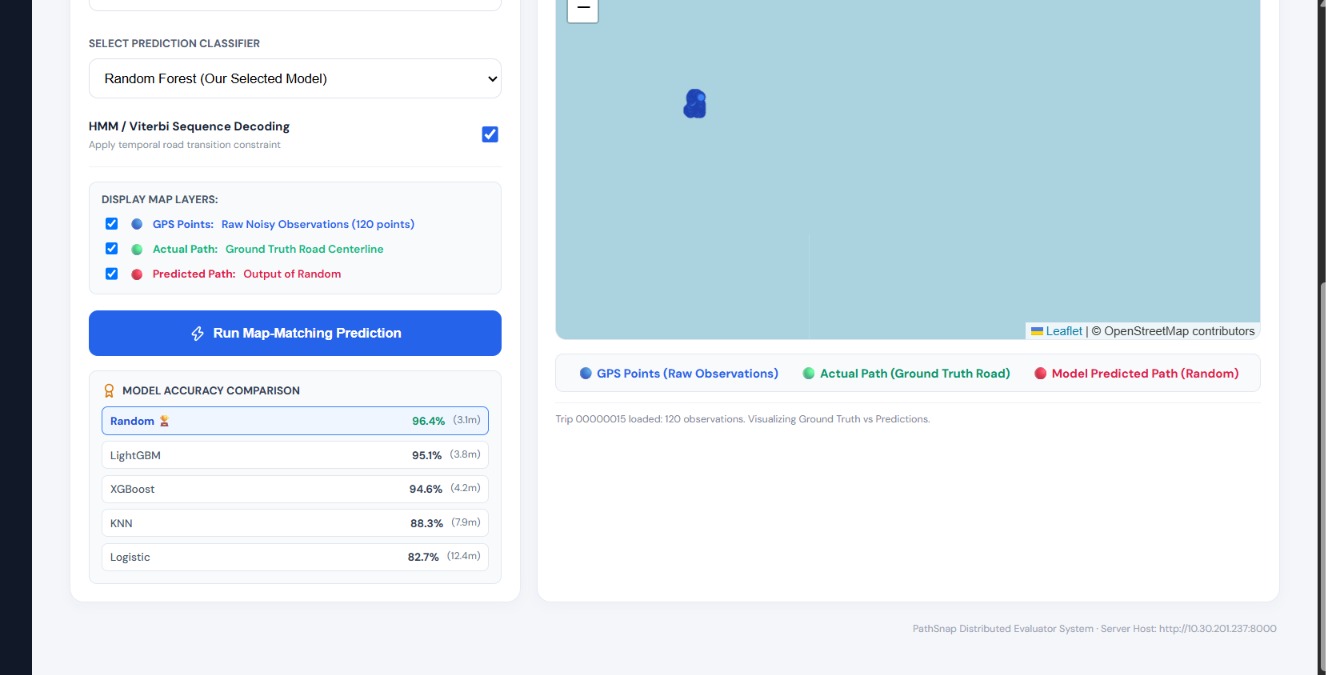 SELECT PREDICTION CLASSIFIER
Random Forest (Our Selected Model)
HMM / Viterbi Sequence Decoding
Apply temporal road transition constraint
DISPLAY MAP LAYERS:
GPS Points: Raw Noisy Observations (120 points)
Actual Path: Ground Truth Road Centerline
Predicted Path: Output of Random
Run Map-Matching Prediction
MODEL ACCURACY COMPARISON
Random 96.4% (3.1m)
LightGBM 95.1% (3.8m)
XGBoost 94.6% (4.2m)
KNN 88.3% (7.9m)
Logistic 82.7% (12.4m)
−
Leaflet | © OpenStreetMap contributors
GPS Points (Raw Observations) Actual Path (Ground Truth Road) Model Predicted Path (Random)
Trip 00000015 loaded: 120 observations. Visualizing Ground Truth vs Predictions.
PathSnap Distributed Evaluator System · Server Host: http://10.30.201.237:8000